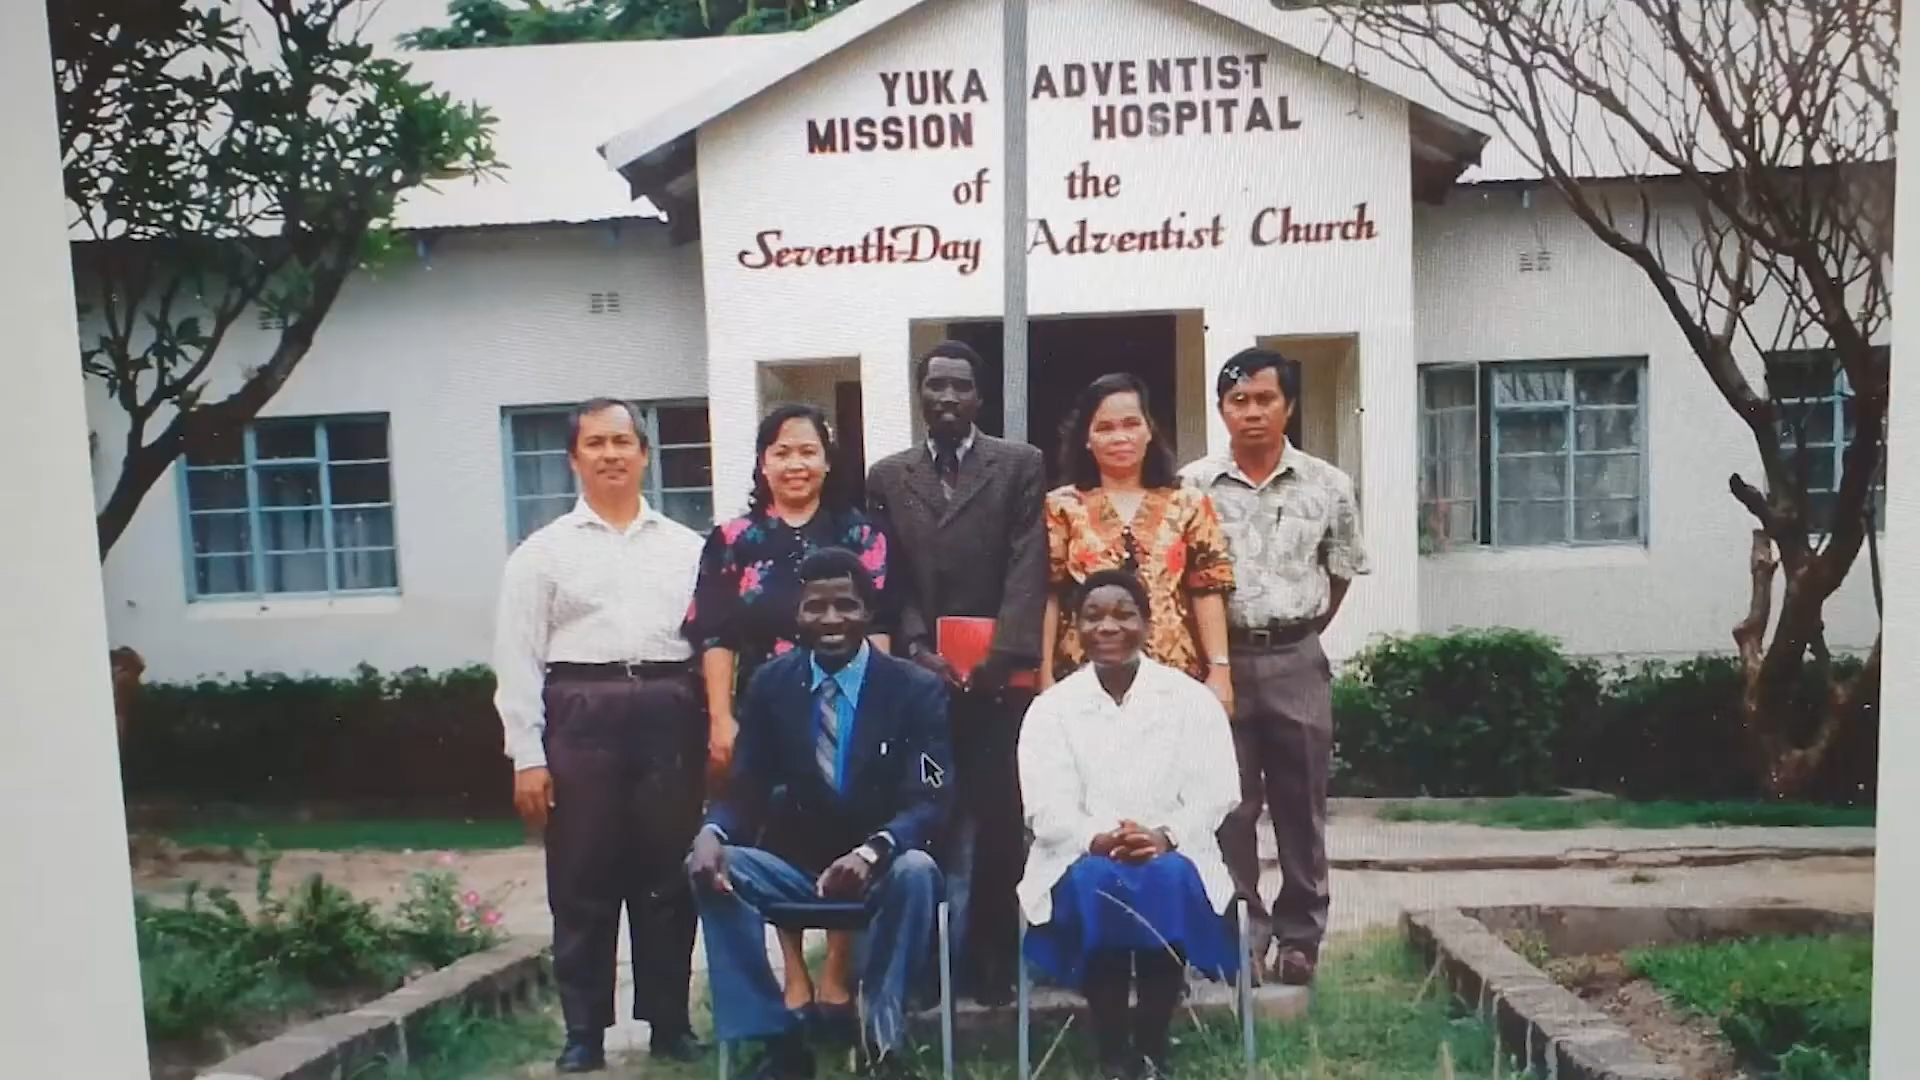 YUKA ADVENTIST
MISSION HOSPITAL
of the
Seventh-Day Adventist Church